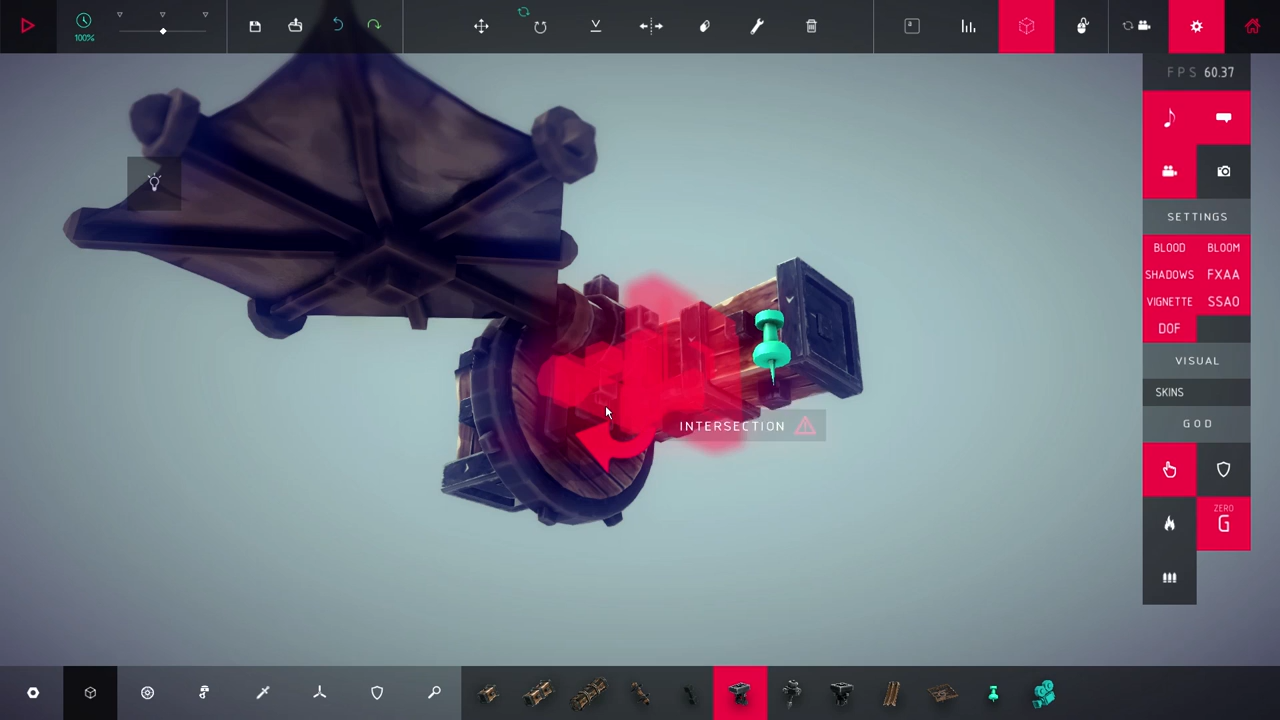 100%
a
FPS 60.37
SETTINGS
BLOOD BLOOM
SHADOWS FXAA
VIGNETTE SSAO
DOF
VISUAL
SKINS
GOD
ZERO
G
INTERSECTION